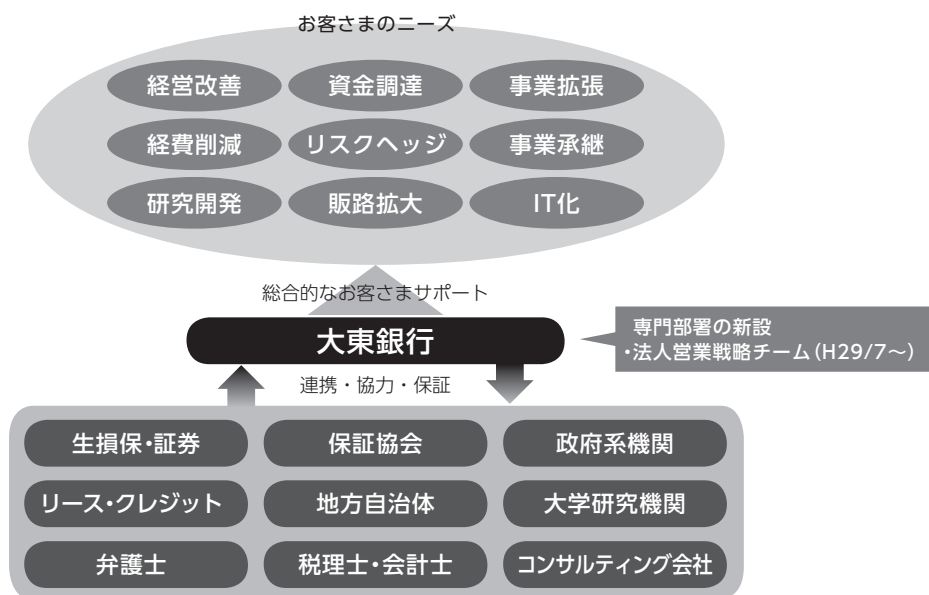 お客さまのニーズ
経営改善 資金調達 事業拡張
経費削減 リスクヘッジ 事業承継
研究開発 販路拡大 IT化
総合的なお客さまサポート
大東銀行
専門部署の新設
・法人営業戦略チーム(H29/7〜)
連携・協力・保証
生損保・証券 保証協会 政府系機関
リース・クレジット 地方自治体 大学研究機関
弁護士 税理士・会計士 コンサルティング会社